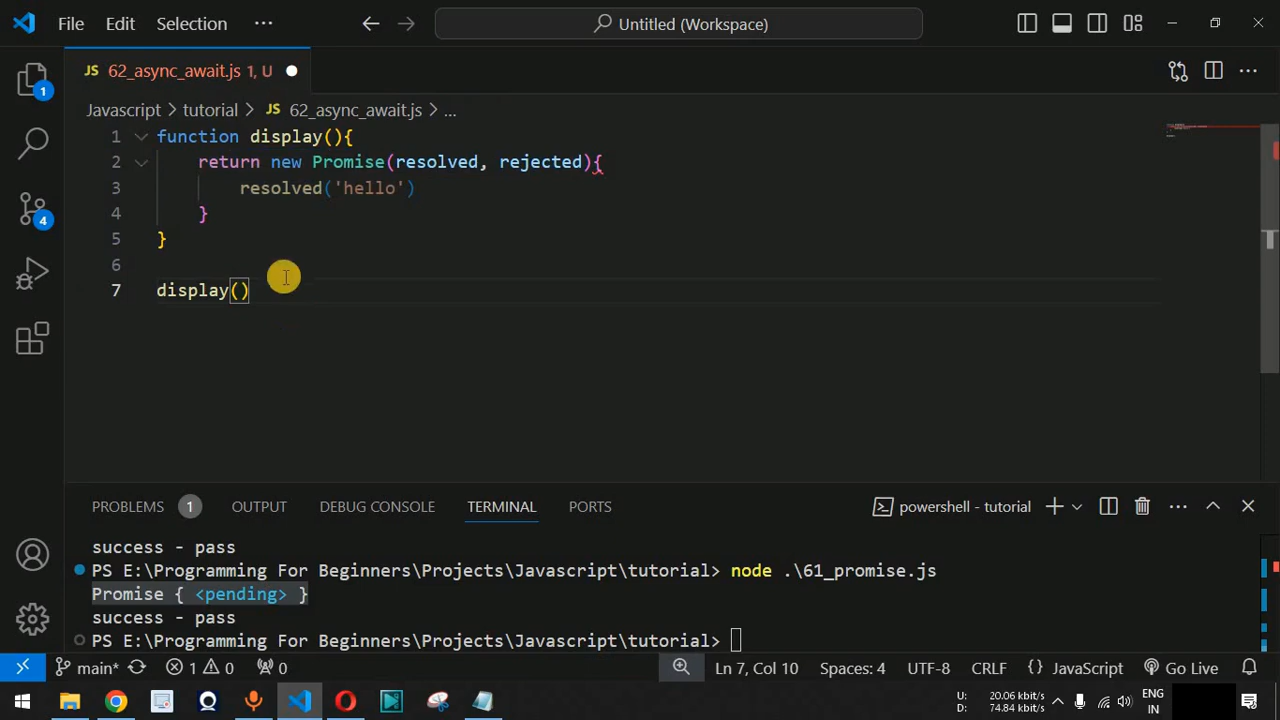 File Edit Selection ··· Untitled (Workspace)
JS 62_async_await.js 1, U
Javascript > tutorial > JS 62_async_await.js > ...
1 function display(){
2 return new Promise(resolved, rejected){
3 resolved('hello')
4 }
5 }
6
7 display()
PROBLEMS 1 OUTPUT DEBUG CONSOLE TERMINAL PORTS powershell - tutorial
success - pass
PS E:\Programming For Beginners\Projects\Javascript\tutorial> node .\61_promise.js
Promise { <pending> }
success - pass
PS E:\Programming For Beginners\Projects\Javascript\tutorial>
1
4
main* 1 0 0 Ln 7, Col 10 Spaces: 4 UTF-8 CRLF {} JavaScript Go Live
U: 20.06 kbit/s
D: 74.84 kbit/s
ENG
IN